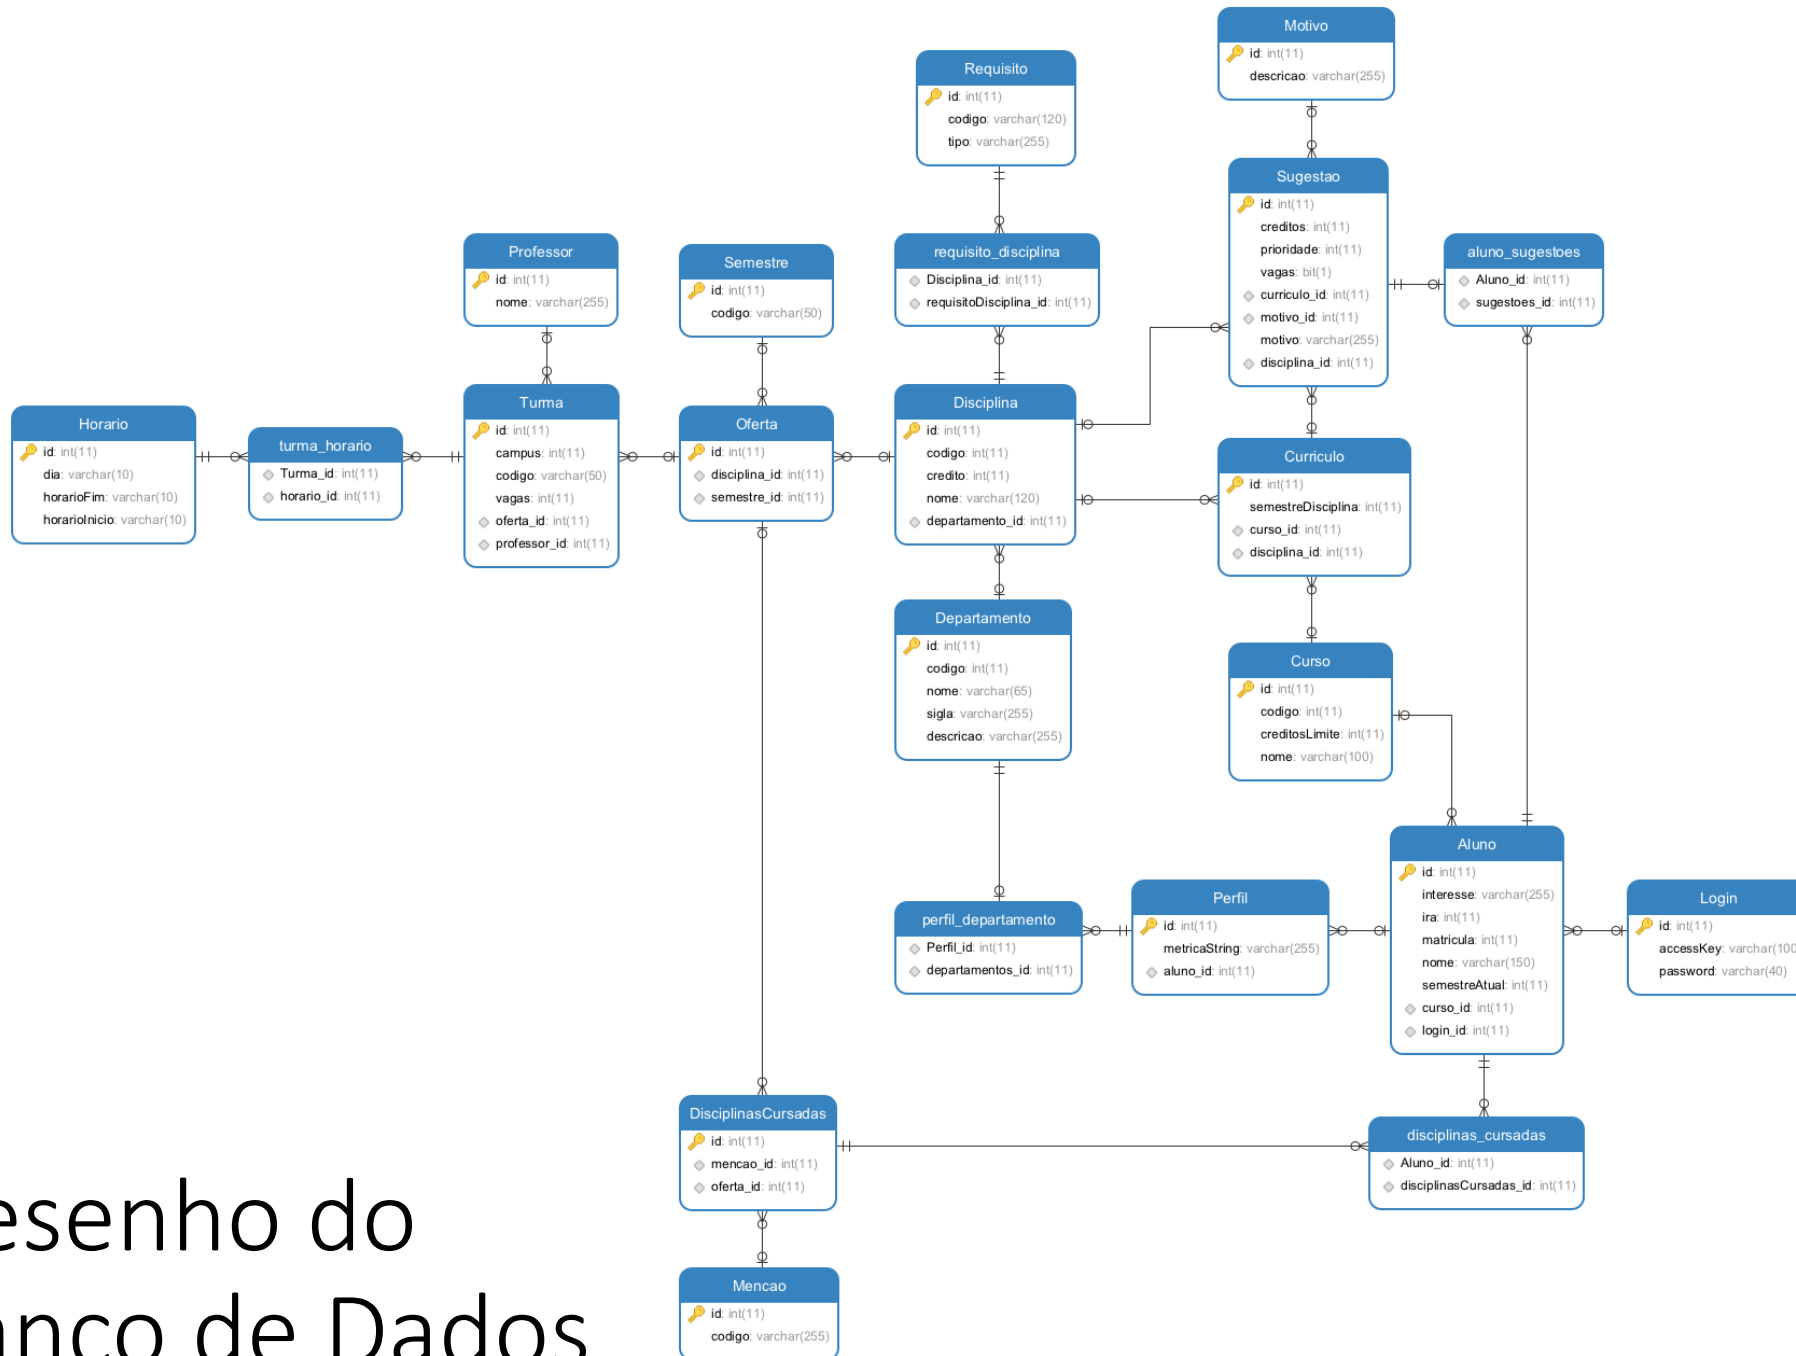 Motivo
id: int(11)
descricao: varchar(255)
Requisito
id: int(11)
codigo: varchar(120)
tipo: varchar(255)
Sugestao
id: int(11)
creditos: int(11)
prioridade: int(11)
vagas: bit(1)
curriculo_id: int(11)
motivo_id: int(11)
motivo: varchar(255)
disciplina_id: int(11)
Professor
id: int(11)
nome: varchar(255)
Semestre
id: int(11)
codigo: varchar(50)
requisito_disciplina
Disciplina_id: int(11)
requisitoDisciplina_id: int(11)
aluno_sugestoes
Aluno_id: int(11)
sugestoes_id: int(11)
Horario
id: int(11)
dia: varchar(10)
horarioFim: varchar(10)
horarioInicio: varchar(10)
turma_horario
Turma_id: int(11)
horario_id: int(11)
Turma
id: int(11)
campus: int(11)
codigo: varchar(50)
vagas: int(11)
oferta_id: int(11)
professor_id: int(11)
Oferta
id: int(11)
disciplina_id: int(11)
semestre_id: int(11)
Disciplina
id: int(11)
codigo: int(11)
credito: int(11)
nome: varchar(120)
departamento_id: int(11)
Curriculo
id: int(11)
semestreDisciplina: int(11)
curso_id: int(11)
disciplina_id: int(11)
Departamento
id: int(11)
codigo: int(11)
nome: varchar(65)
sigla: varchar(255)
descricao: varchar(255)
Curso
id: int(11)
codigo: int(11)
creditosLimite: int(11)
nome: varchar(100)
Aluno
id: int(11)
interesse: varchar(255)
ira: int(11)
matricula: int(11)
nome: varchar(150)
semestreAtual: int(11)
curso_id: int(11)
login_id: int(11)
perfil_departamento
Perfil_id: int(11)
departamentos_id: int(11)
Perfil
id: int(11)
metricaString: varchar(255)
aluno_id: int(11)
Login
id: int(11)
accessKey: varchar(100
password: varchar(40)
DisciplinasCursadas
id: int(11)
mencao_id: int(11)
oferta_id: int(11)
disciplinas_cursadas
Aluno_id: int(11)
disciplinasCursadas_id: int(11)
Mencao
id: int(11)
codigo: varchar(255)
esenho do
anco de Dados